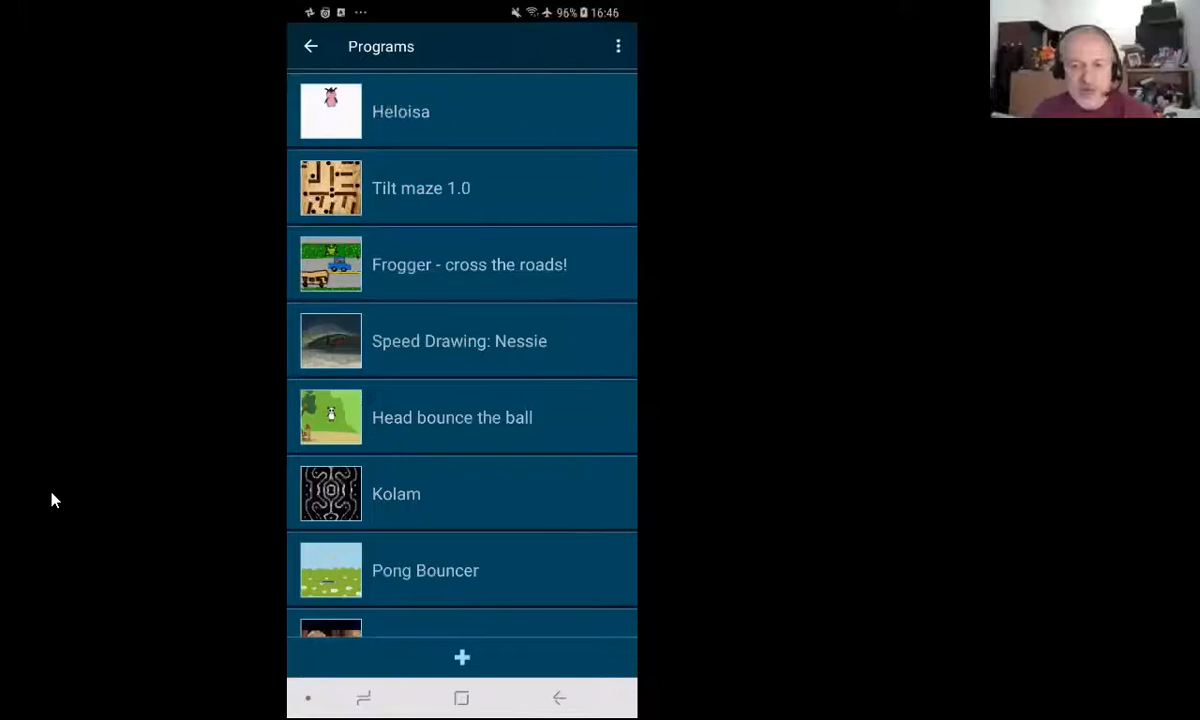 96% 16:46
Programs
Heloisa
Tilt maze 1.0
Frogger - cross the roads!
Speed Drawing: Nessie
Head bounce the ball
Kolam
Pong Bouncer